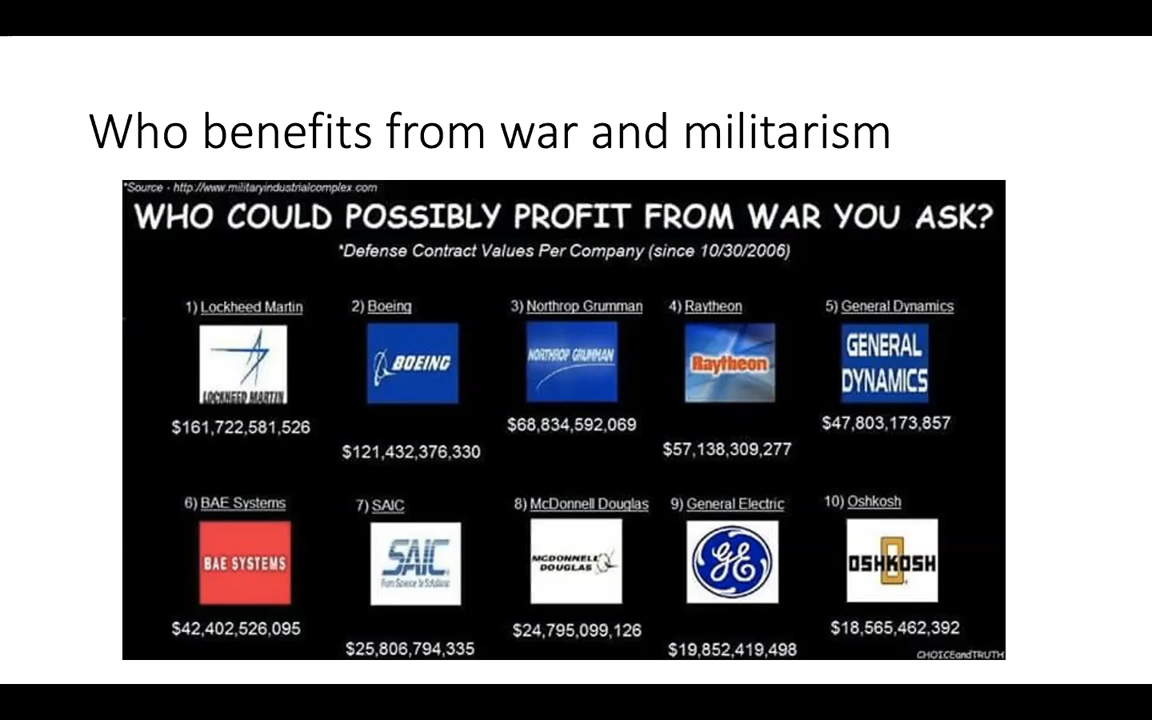 Who benefits from war and militarism
*Source - http://www.militaryindustrialcomplex.com
WHO COULD POSSIBLY PROFIT FROM WAR YOU ASK?
*Defense Contract Values Per Company (since 10/30/2006)
1) Lockheed Martin 2) Boeing 3) Northrop Grumman 4) Raytheon 5) General Dynamics
LOCKHEED MARTIN BOEING NORTHROP GRUMMAN Raytheon GENERAL DYNAMICS
$161,722,581,526 $121,432,376,330 $68,834,592,069 $57,138,309,277 $47,803,173,857
6) BAE Systems 7) SAIC 8) McDonnell Douglas 9) General Electric 10) Oshkosh
BAE SYSTEMS SAIC From Science to Solutions MCDONNELL DOUGLAS GE OSHKOSH
$42,402,526,095 $25,806,794,335 $24,795,099,126 $19,852,419,498 $18,565,462,392
CHOICEandTRUTH